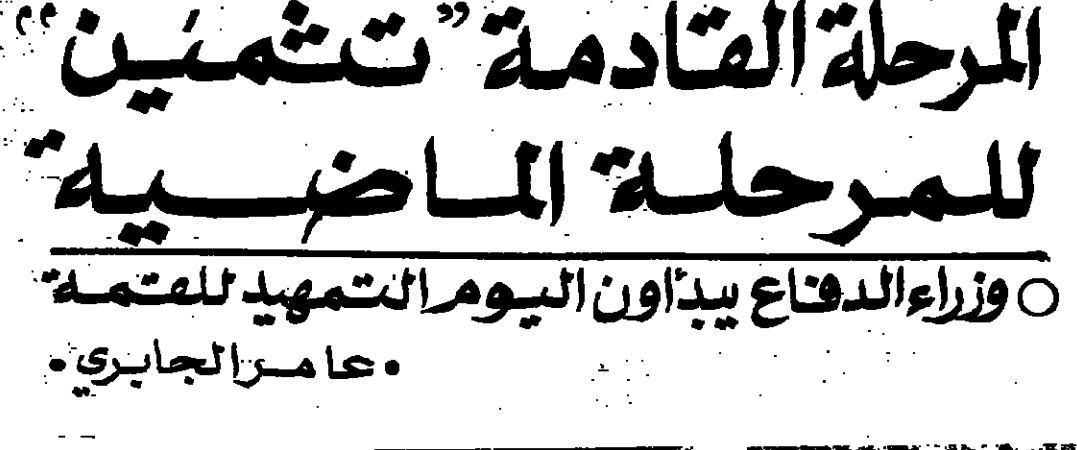 المرحلة القادمة "تثمين"
للمرحلة الماضية
○ وزراء الدفاع يبدأون اليوم التمهيد للقمة
• عامر الجابري •